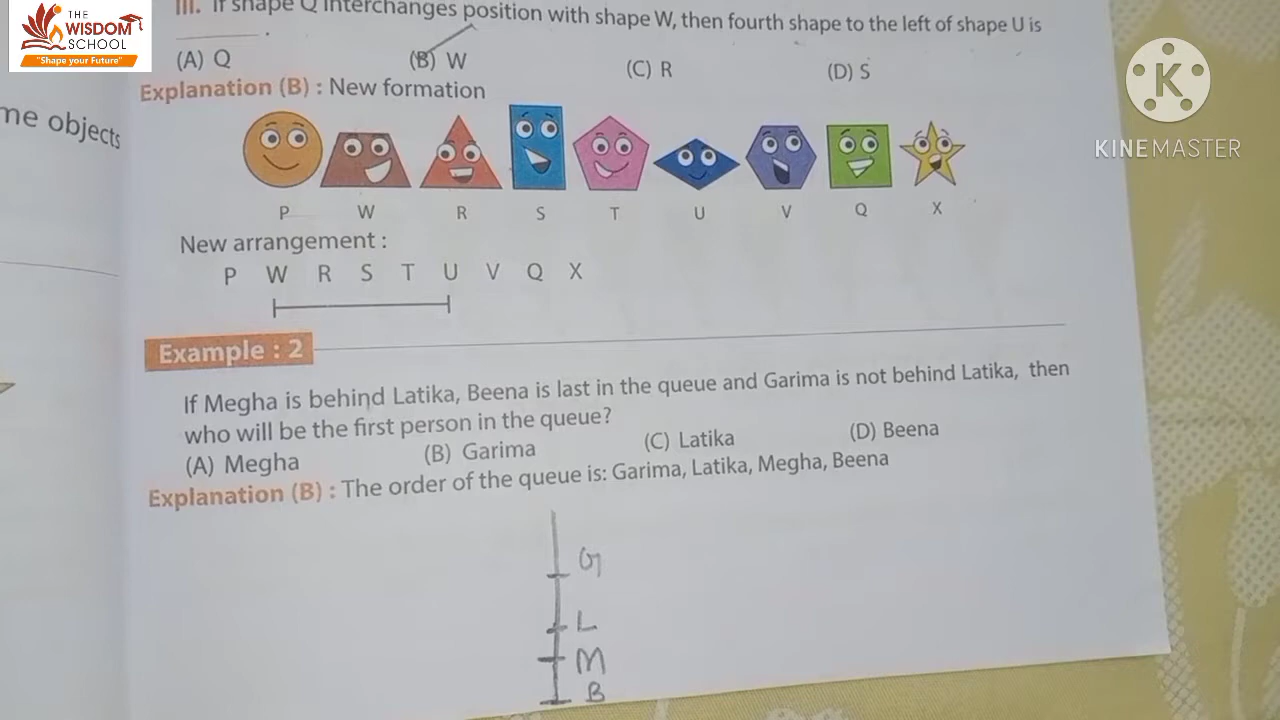 THE
WISDOM
SCHOOL
"Shape your Future"
III. If shape Q interchanges position with shape W, then fourth shape to the left of shape U is
________ .
(A) Q (B) W (C) R (D) S
Explanation (B) : New formation
me objects
KINEMASTER
P W R S T U V Q X
New arrangement :
P W R S T U V Q X
Example : 2
If Megha is behind Latika, Beena is last in the queue and Garima is not behind Latika, then
who will be the first person in the queue?
(A) Megha (B) Garima (C) Latika (D) Beena
Explanation (B) : The order of the queue is: Garima, Latika, Megha, Beena
G
L
M
B